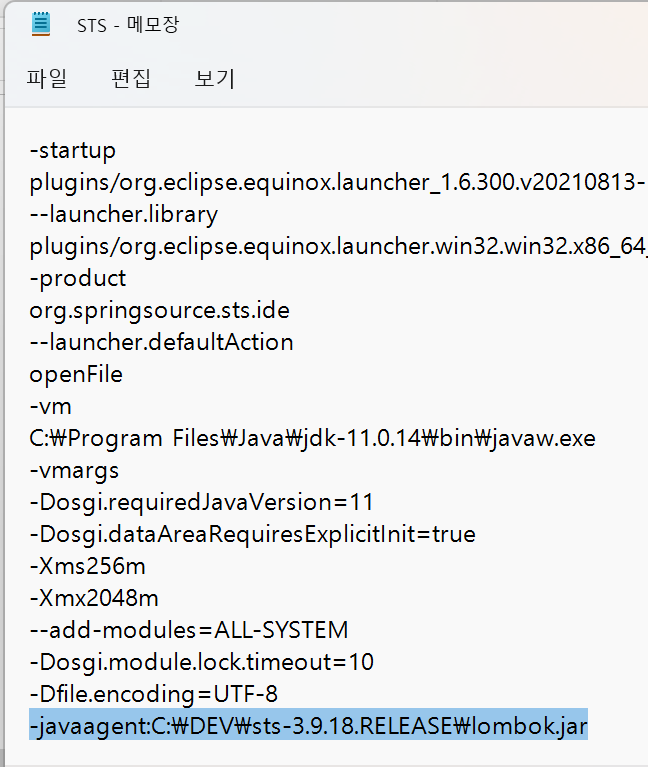 STS - 메모장
파일 편집 보기
-startup
plugins/org.eclipse.equinox.launcher_1.6.300.v20210813-
--launcher.library
plugins/org.eclipse.equinox.launcher.win32.win32.x86_64_
-product
org.springsource.sts.ide
--launcher.defaultAction
openFile
-vm
C:₩Program Files₩Java₩jdk-11.0.14₩bin₩javaw.exe
-vmargs
-Dosgi.requiredJavaVersion=11
-Dosgi.dataAreaRequiresExplicitInit=true
-Xms256m
-Xmx2048m
--add-modules=ALL-SYSTEM
-Dosgi.module.lock.timeout=10
-Dfile.encoding=UTF-8
-javaagent:C:₩DEV₩sts-3.9.18.RELEASE₩lombok.jar